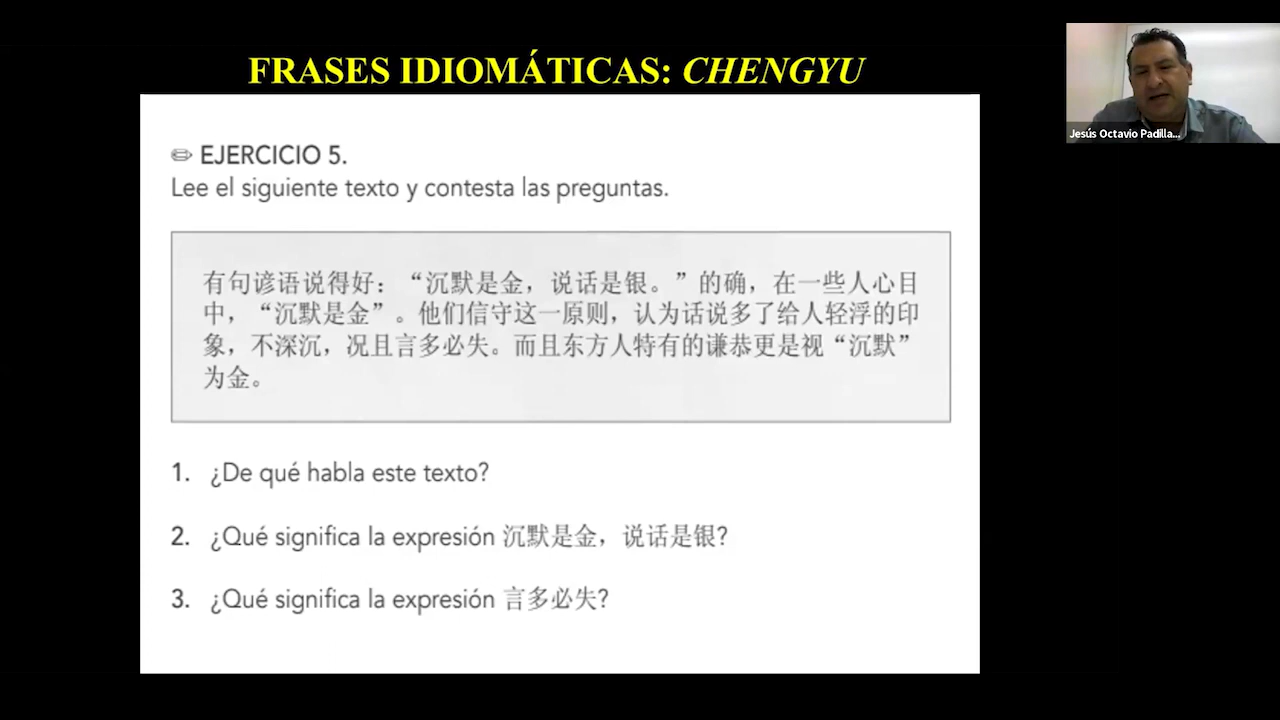 FRASES IDIOMÁTICAS: CHENGYU
Jesús Octavio Padilla...
EJERCICIO 5.
Lee el siguiente texto y contesta las preguntas.
有句谚语说得好：“沉默是金，说话是银。”的确，在一些人心目
中，“沉默是金”。他们信守这一原则，认为话说多了给人轻浮的印
象，不深沉，况且言多必失。而且东方人特有的谦恭更是视“沉默”
为金。
1. ¿De qué habla este texto?
2. ¿Qué significa la expresión 沉默是金，说话是银?
3. ¿Qué significa la expresión 言多必失?